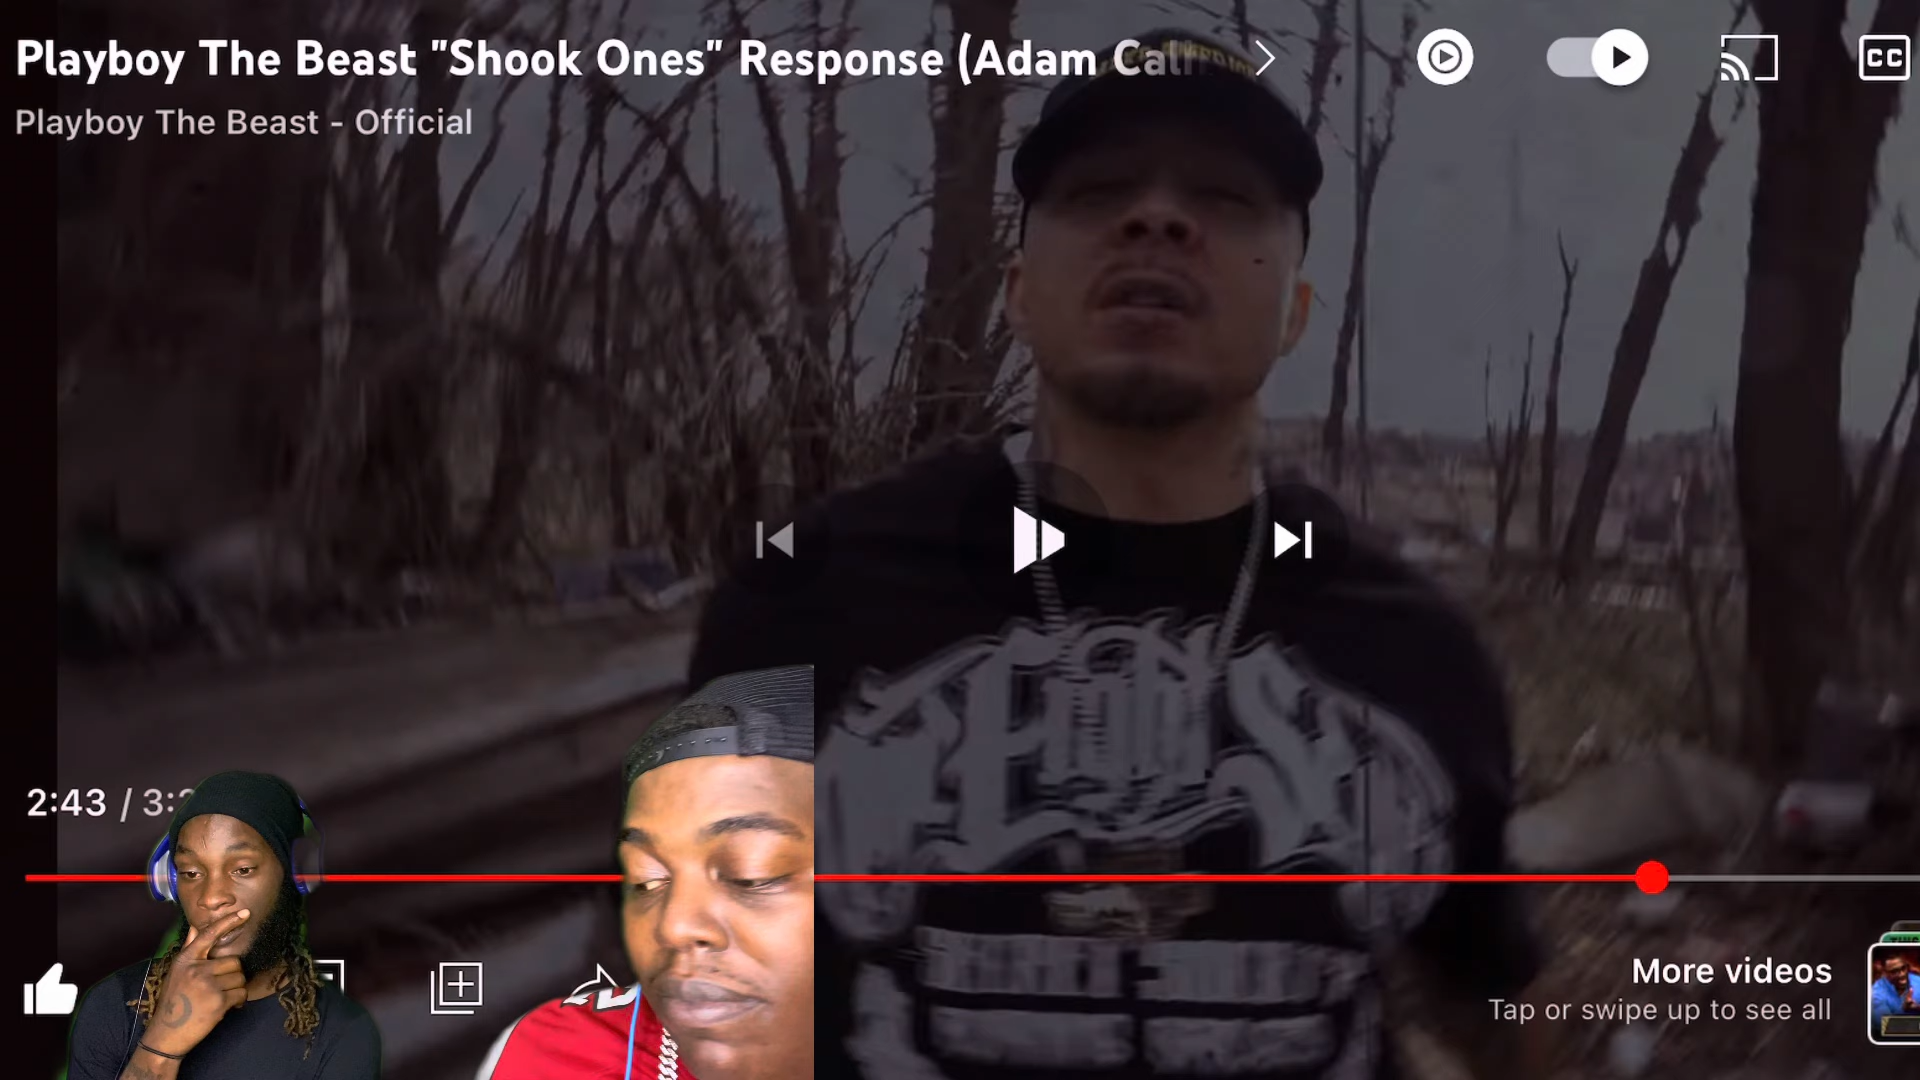 Playboy The Beast "Shook Ones" Response (Adam Cal
Playboy The Beast - Official
CC
2:43 / 3:
More videos
Tap or swipe up to see all